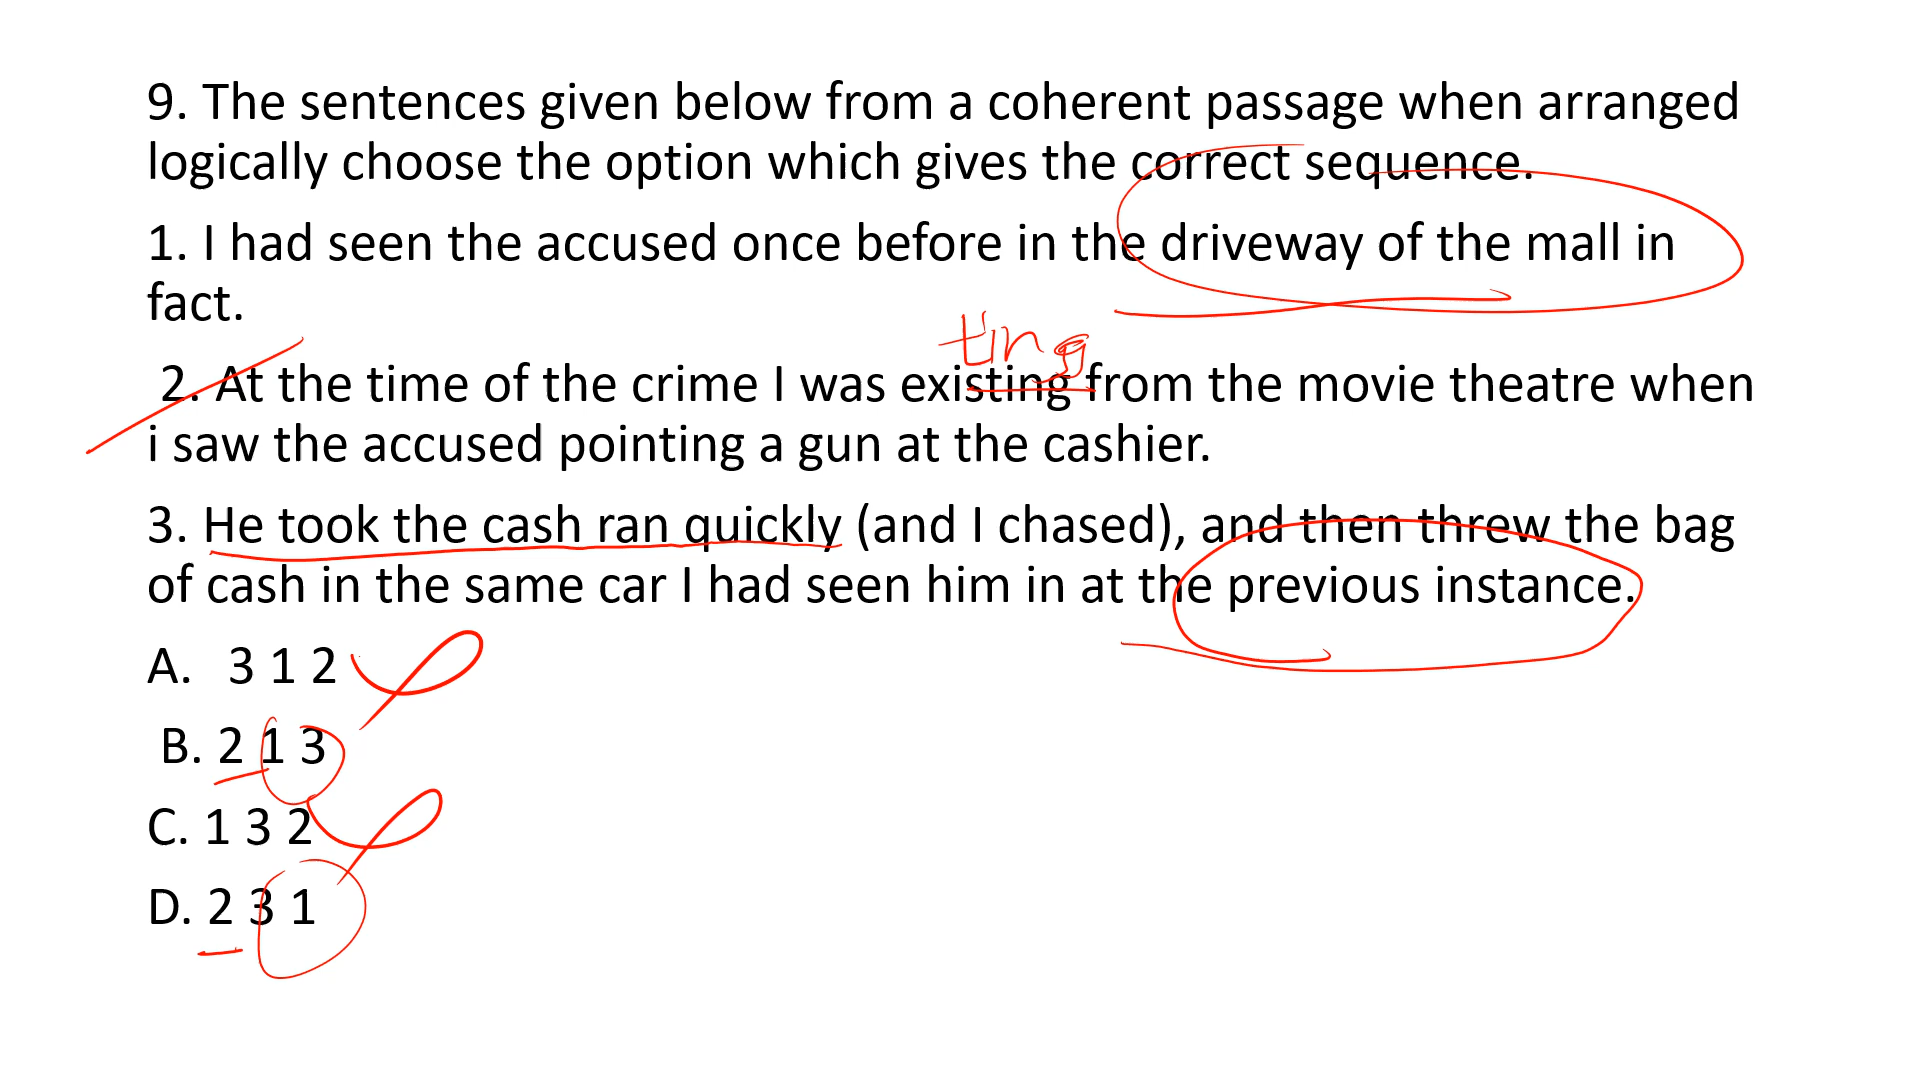 9. The sentences given below from a coherent passage when arranged
logically choose the option which gives the correct sequence.
1. I had seen the accused once before in the driveway of the mall in
fact.
ting
2. At the time of the crime I was existing from the movie theatre when
i saw the accused pointing a gun at the cashier.
3. He took the cash ran quickly (and I chased), and then threw the bag
of cash in the same car I had seen him in at the previous instance.
A. 3 1 2
B. 2 1 3
C. 1 3 2
D. 2 3 1